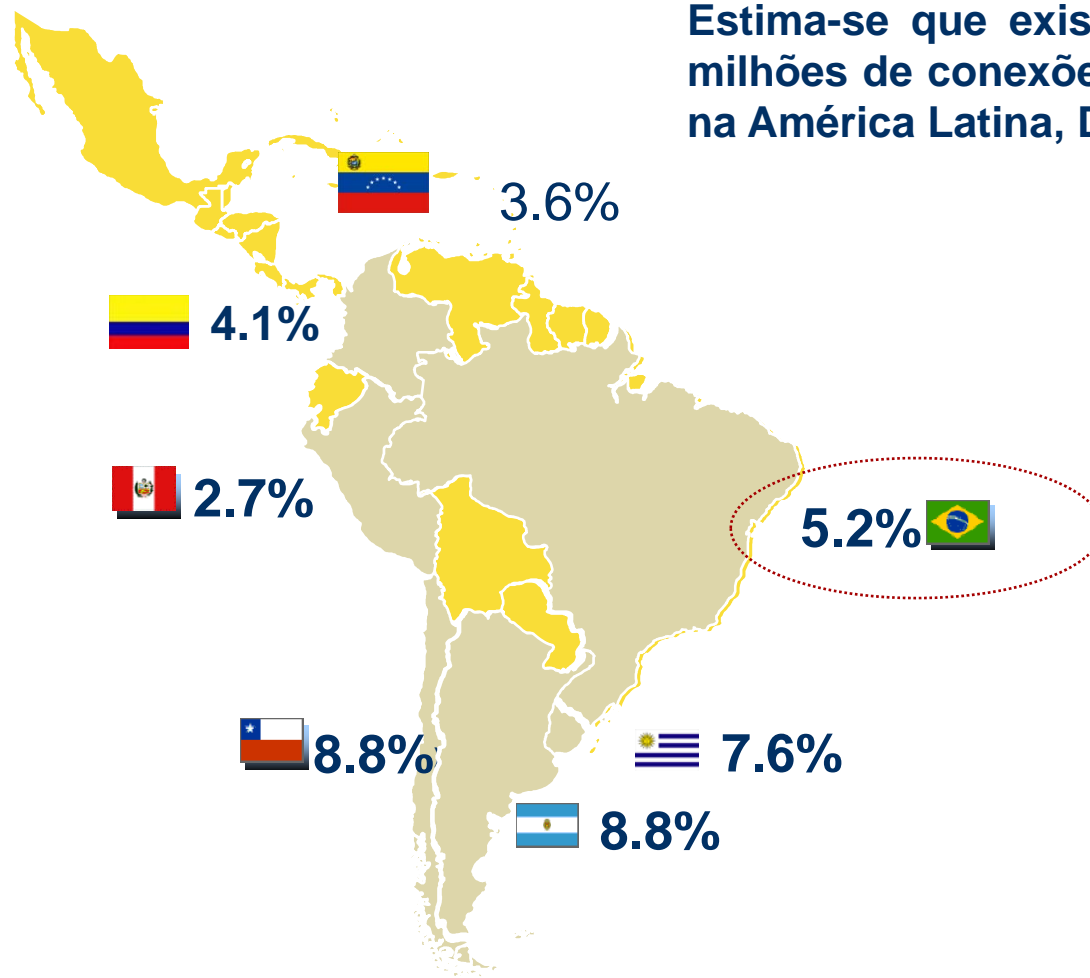 Estima-se que exis
milhões de conexõe
na América Latina, D
3.6%
4.1%
2.7%
5.2%
8.8%
7.6%
8.8%